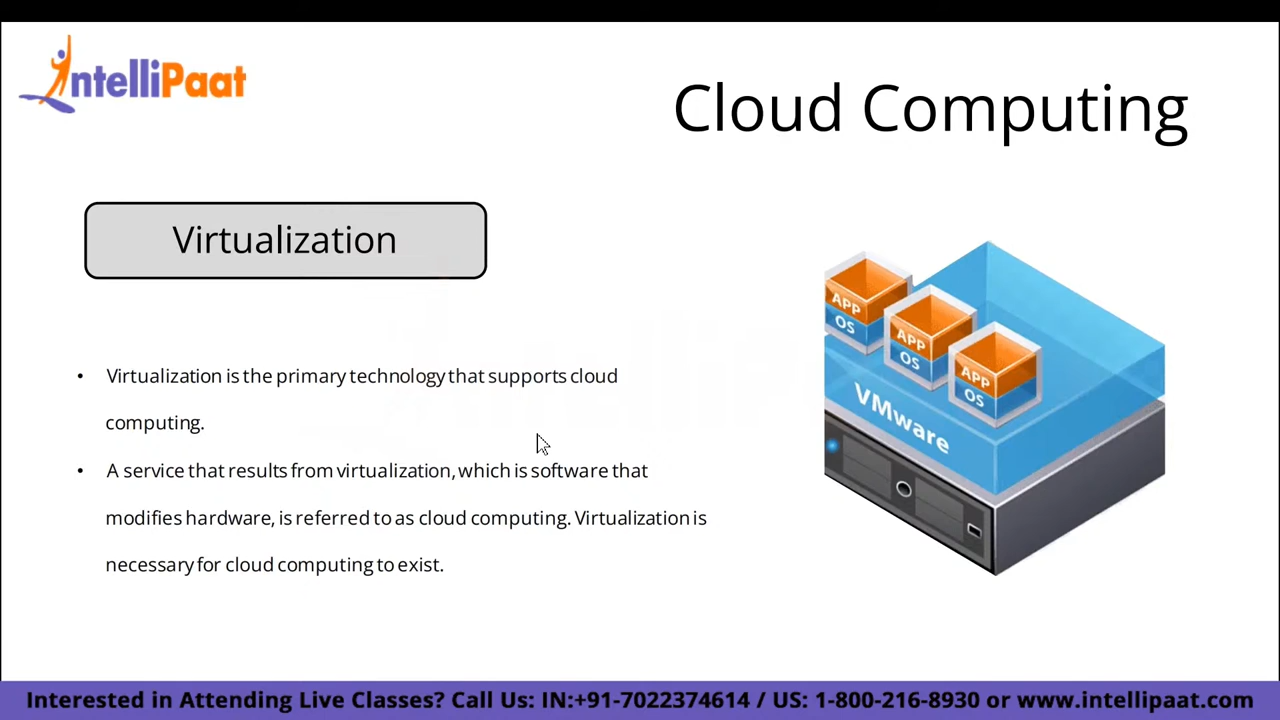 IntelliPaat
Cloud Computing
Virtualization
• Virtualization is the primary technology that supports cloud
computing.
• A service that results from virtualization, which is software that
modifies hardware, is referred to as cloud computing. Virtualization is
necessary for cloud computing to exist.
APP
OS
APP
OS
APP
OS
VMware
Interested in Attending Live Classes? Call Us: IN:+91-7022374614 / US: 1-800-216-8930 or www.intellipaat.com